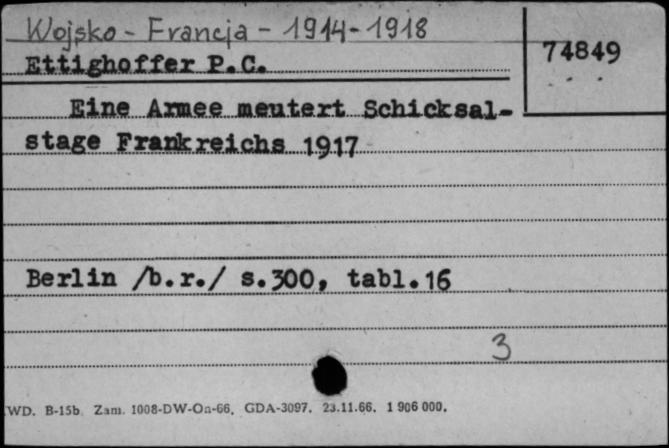 Wojsko - Francja - 1914-1918
74849
Ettighoffer P.C.
Eine Armee meutert Schicksal-
stage Frankreichs 1917
Berlin /b.r./ s.300, tabl.16
3
WD. B-15b Zam. 1008-DW-Oa-66. GDA-3097. 23.11.66. 1 906 000.